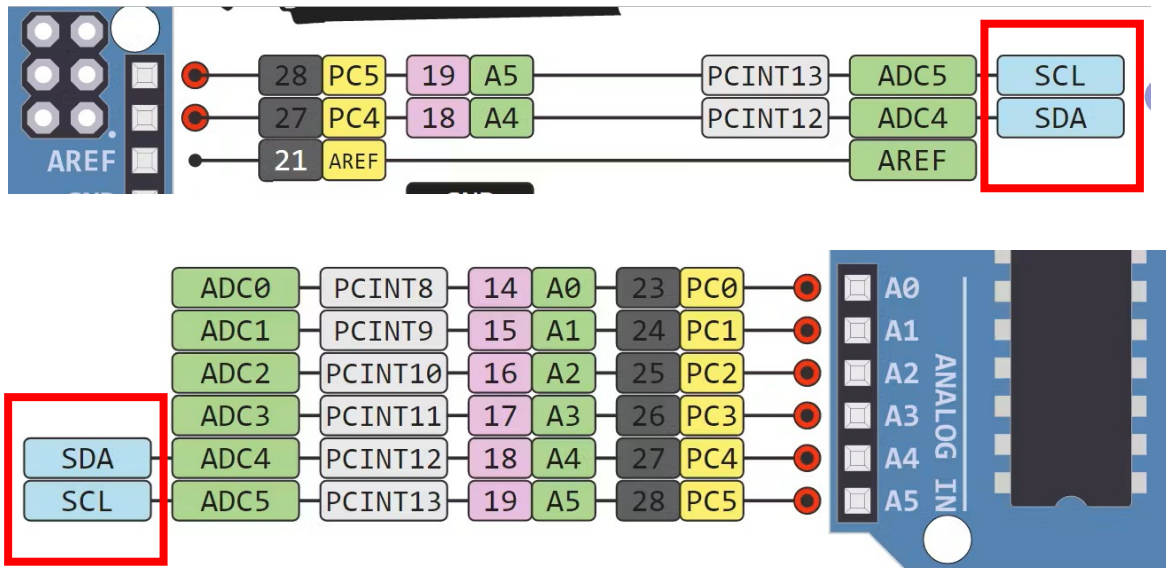 28 PC5 19 A5 PCINT13 ADC5 SCL
27 PC4 18 A4 PCINT12 ADC4 SDA
AREF 21 AREF AREF
ADC0 PCINT8 14 A0 23 PC0 A0
ADC1 PCINT9 15 A1 24 PC1 A1
ADC2 PCINT10 16 A2 25 PC2 A2
ADC3 PCINT11 17 A3 26 PC3 A3
SDA ADC4 PCINT12 18 A4 27 PC4 A4
SCL ADC5 PCINT13 19 A5 28 PC5 A5
ANALOG IN